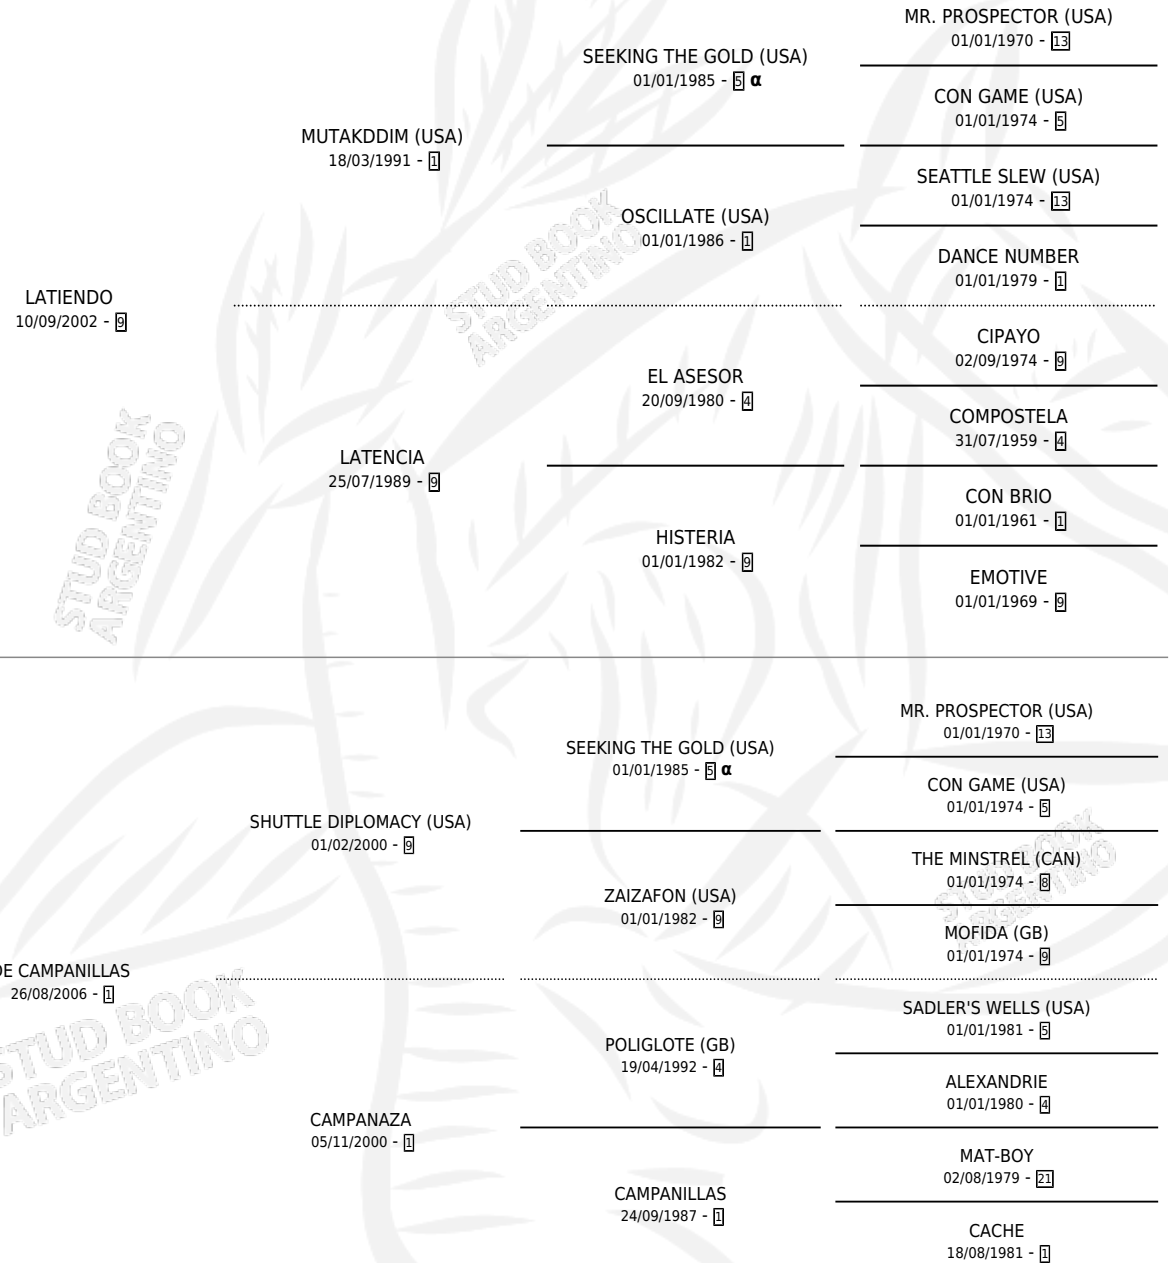 MR. PROSPECTOR (USA)
01/01/1970 - 13
SEEKING THE GOLD (USA)
01/01/1985 - 5 α
CON GAME (USA)
01/01/1974 - 5
MUTAKDDIM (USA)
18/03/1991 - 1
SEATTLE SLEW (USA)
01/01/1974 - 13
OSCILLATE (USA)
01/01/1986 - 1
DANCE NUMBER
01/01/1979 - 1
LATIENDO
10/09/2002 - 9
CIPAYO
02/09/1974 - 9
EL ASESOR
20/09/1980 - 4
COMPOSTELA
31/07/1959 - 4
LATENCIA
25/07/1989 - 9
CON BRIO
01/01/1961 - 1
HISTERIA
01/01/1982 - 9
EMOTIVE
01/01/1969 - 9
STUD BOOK
ARGENTINO
STUD BOOK
ARGENTINO
MR. PROSPECTOR (USA)
01/01/1970 - 13
SEEKING THE GOLD (USA)
01/01/1985 - 5 α
CON GAME (USA)
01/01/1974 - 5
SHUTTLE DIPLOMACY (USA)
01/02/2000 - 9
THE MINSTREL (CAN)
01/01/1974 - 8
ZAIZAFON (USA)
01/01/1982 - 9
MOFIDA (GB)
01/01/1974 - 9
DE CAMPANILLAS
26/08/2006 - 1
SADLER'S WELLS (USA)
01/01/1981 - 5
POLIGLOTE (GB)
19/04/1992 - 4
ALEXANDRIE
01/01/1980 - 4
CAMPANAZA
05/11/2000 - 1
MAT-BOY
02/08/1979 - 21
CAMPANILLAS
24/09/1987 - 1
CACHE
18/08/1981 - 1
STUD BOOK
ARGENTINO
STUD BOOK
ARGENTINO